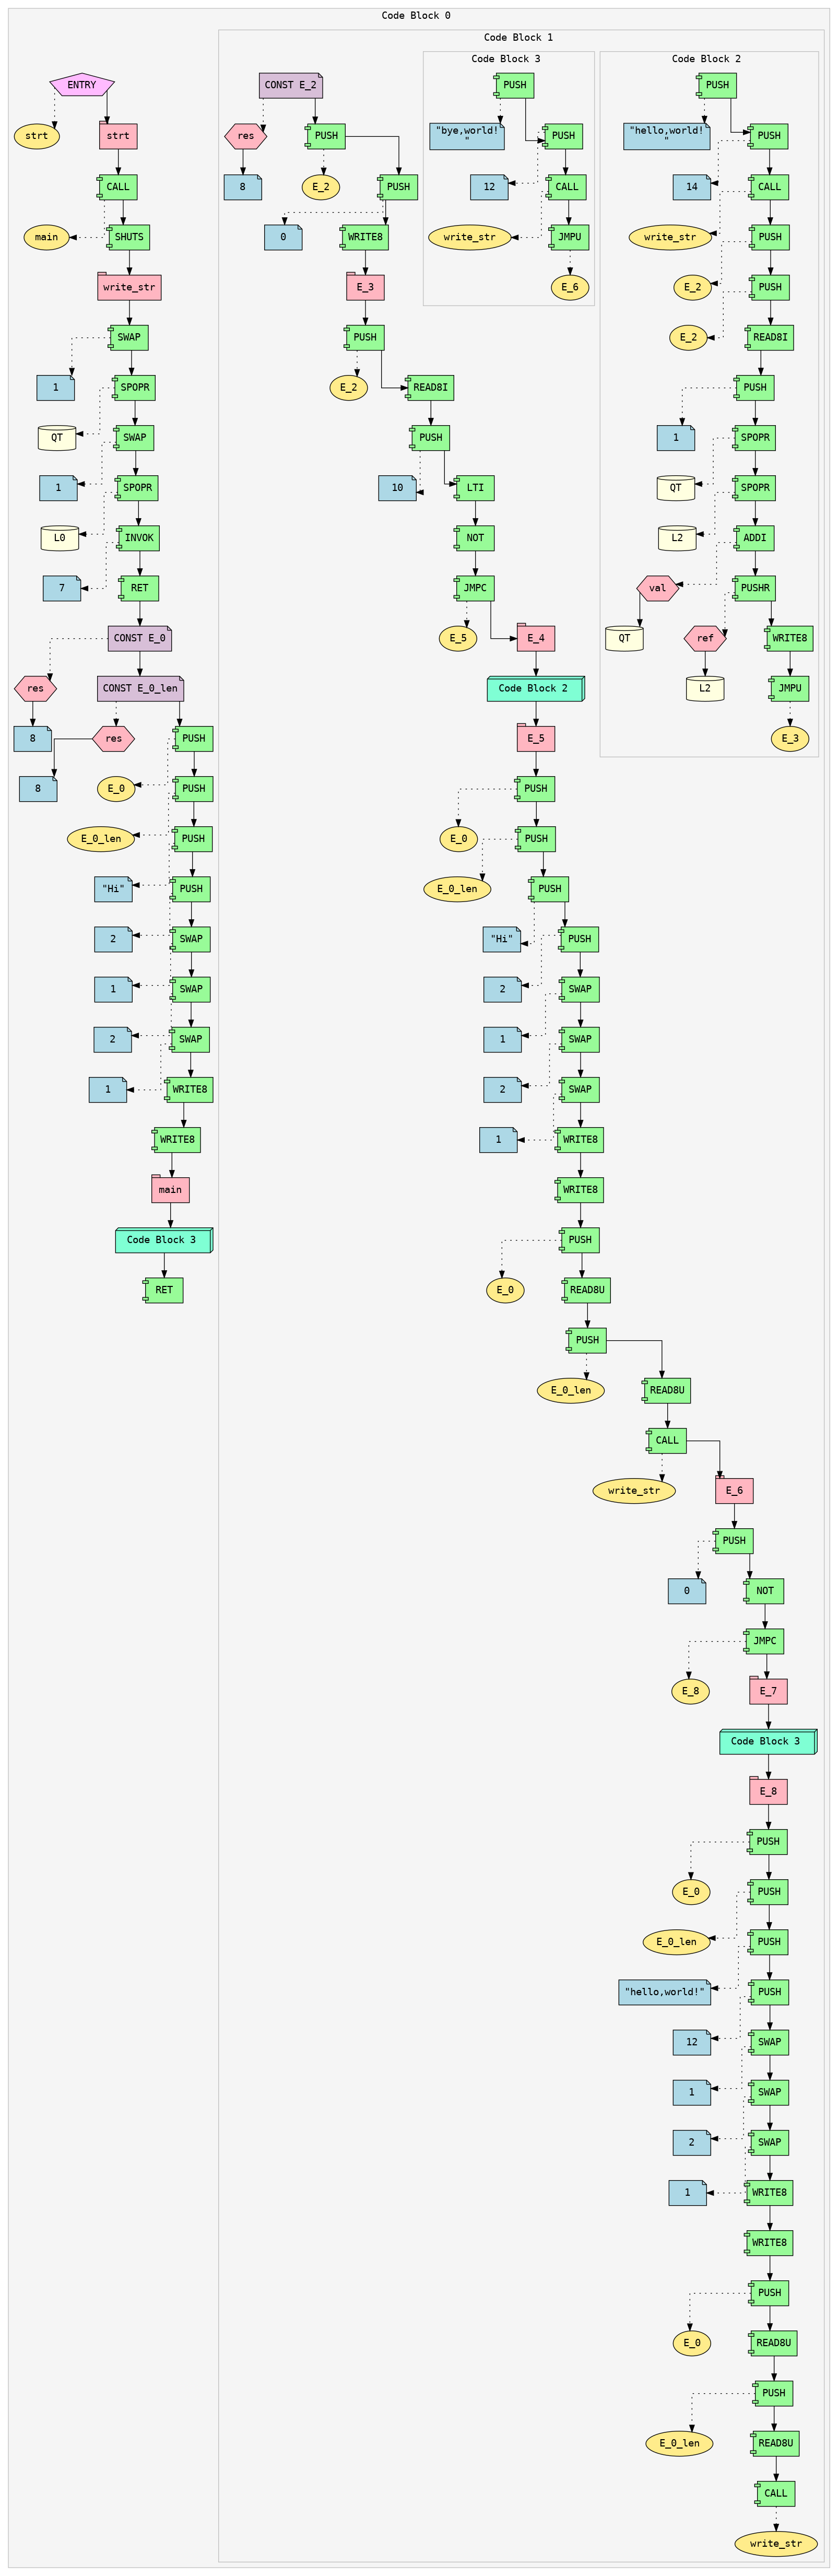 Code Block 0
ENTRY
strt
strt
CALL
main
SHUTS
write_str
SWAP
1
SPOPR
QT
SWAP
1
SPOPR
L0
INVOK
7
RET
CONST E_0
res
CONST E_0_len
8
res
PUSH
8
E_0
PUSH
E_0_len
PUSH
"Hi"
PUSH
2
SWAP
1
SWAP
2
SWAP
1
WRITE8
WRITE8
main
Code Block 3
RET
Code Block 1
CONST E_2
res
PUSH
8
E_2
PUSH
0
WRITE8
E_3
PUSH
E_2
READ8I
PUSH
10
LTI
NOT
JMPC
E_5
E_4
Code Block 2
E_5
PUSH
E_0
PUSH
E_0_len
PUSH
"Hi"
PUSH
2
SWAP
1
SWAP
2
SWAP
1
WRITE8
WRITE8
PUSH
E_0
READ8U
PUSH
E_0_len
READ8U
CALL
write_str
E_6
PUSH
0
NOT
JMPC
E_8
E_7
Code Block 3
E_8
PUSH
E_0
PUSH
E_0_len
PUSH
"hello,world!"
PUSH
12
SWAP
1
SWAP
2
SWAP
1
WRITE8
WRITE8
PUSH
E_0
READ8U
PUSH
E_0_len
READ8U
CALL
write_str
Code Block 3
PUSH
"bye,world!
"
PUSH
12
CALL
write_str
JMPU
E_6
Code Block 2
PUSH
"hello,world!
"
PUSH
14
CALL
write_str
PUSH
E_2
PUSH
E_2
READ8I
PUSH
1
SPOPR
QT
SPOPR
L2
ADDI
val
PUSHR
QT
ref
WRITE8
L2
JMPU
E_3